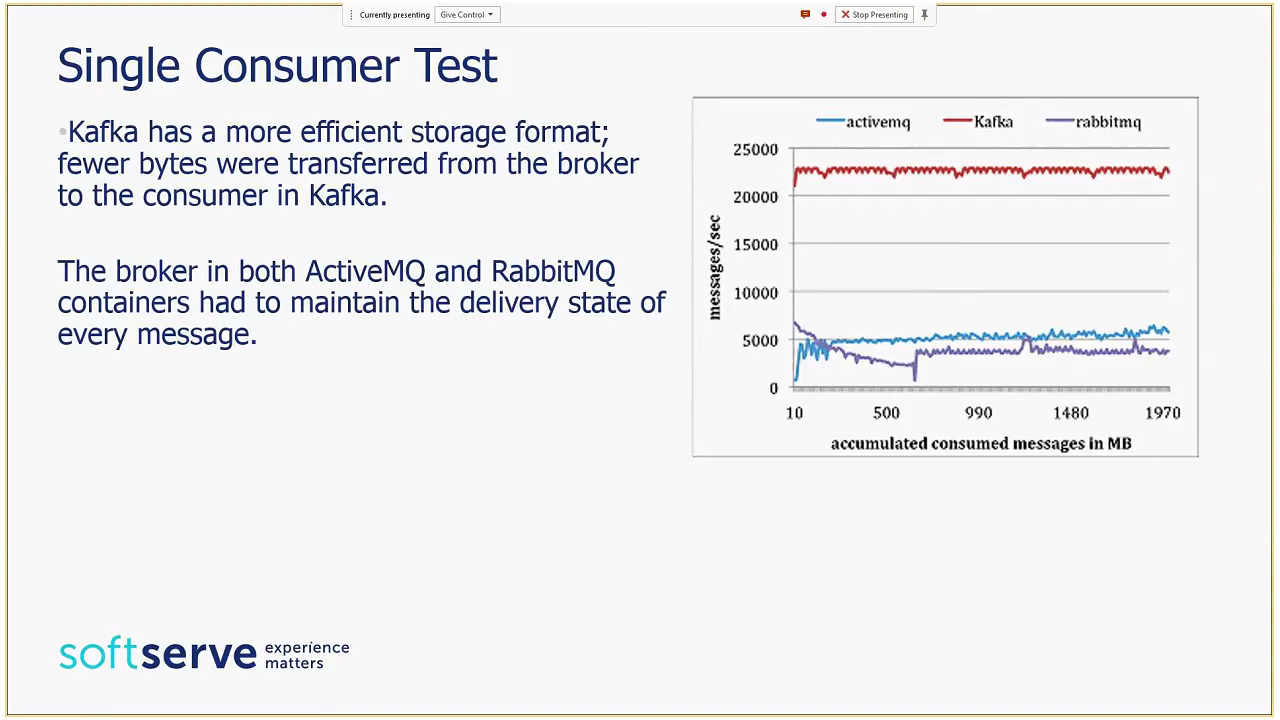 Currently presenting Give Control Stop Presenting
Single Consumer Test
•Kafka has a more efficient storage format;
fewer bytes were transferred from the broker
to the consumer in Kafka.
The broker in both ActiveMQ and RabbitMQ
containers had to maintain the delivery state of
every message.
activemq Kafka rabbitmq
25000
20000
15000
10000
5000
0
messages/sec
10 500 990 1480 1970
accumulated consumed messages in MB
softserve experience
matters